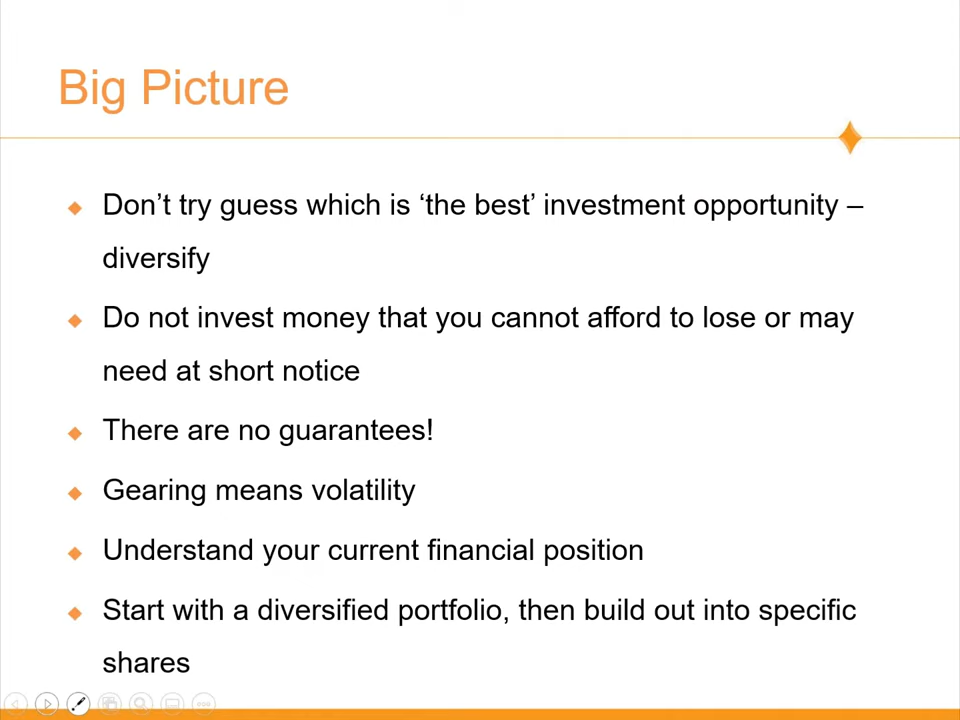 Big Picture
Don’t try guess which is ‘the best’ investment opportunity –
diversify
Do not invest money that you cannot afford to lose or may
need at short notice
There are no guarantees!
Gearing means volatility
Understand your current financial position
Start with a diversified portfolio, then build out into specific
shares